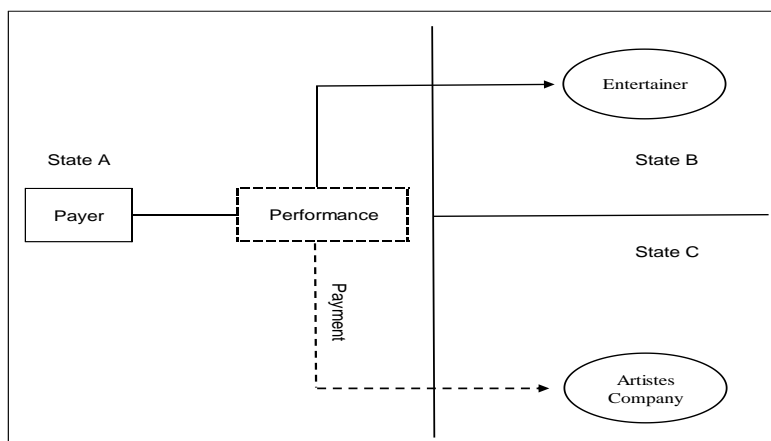 Entertainer
State A
State B
Payer
Performance
State C
Payment
Artistes
Company